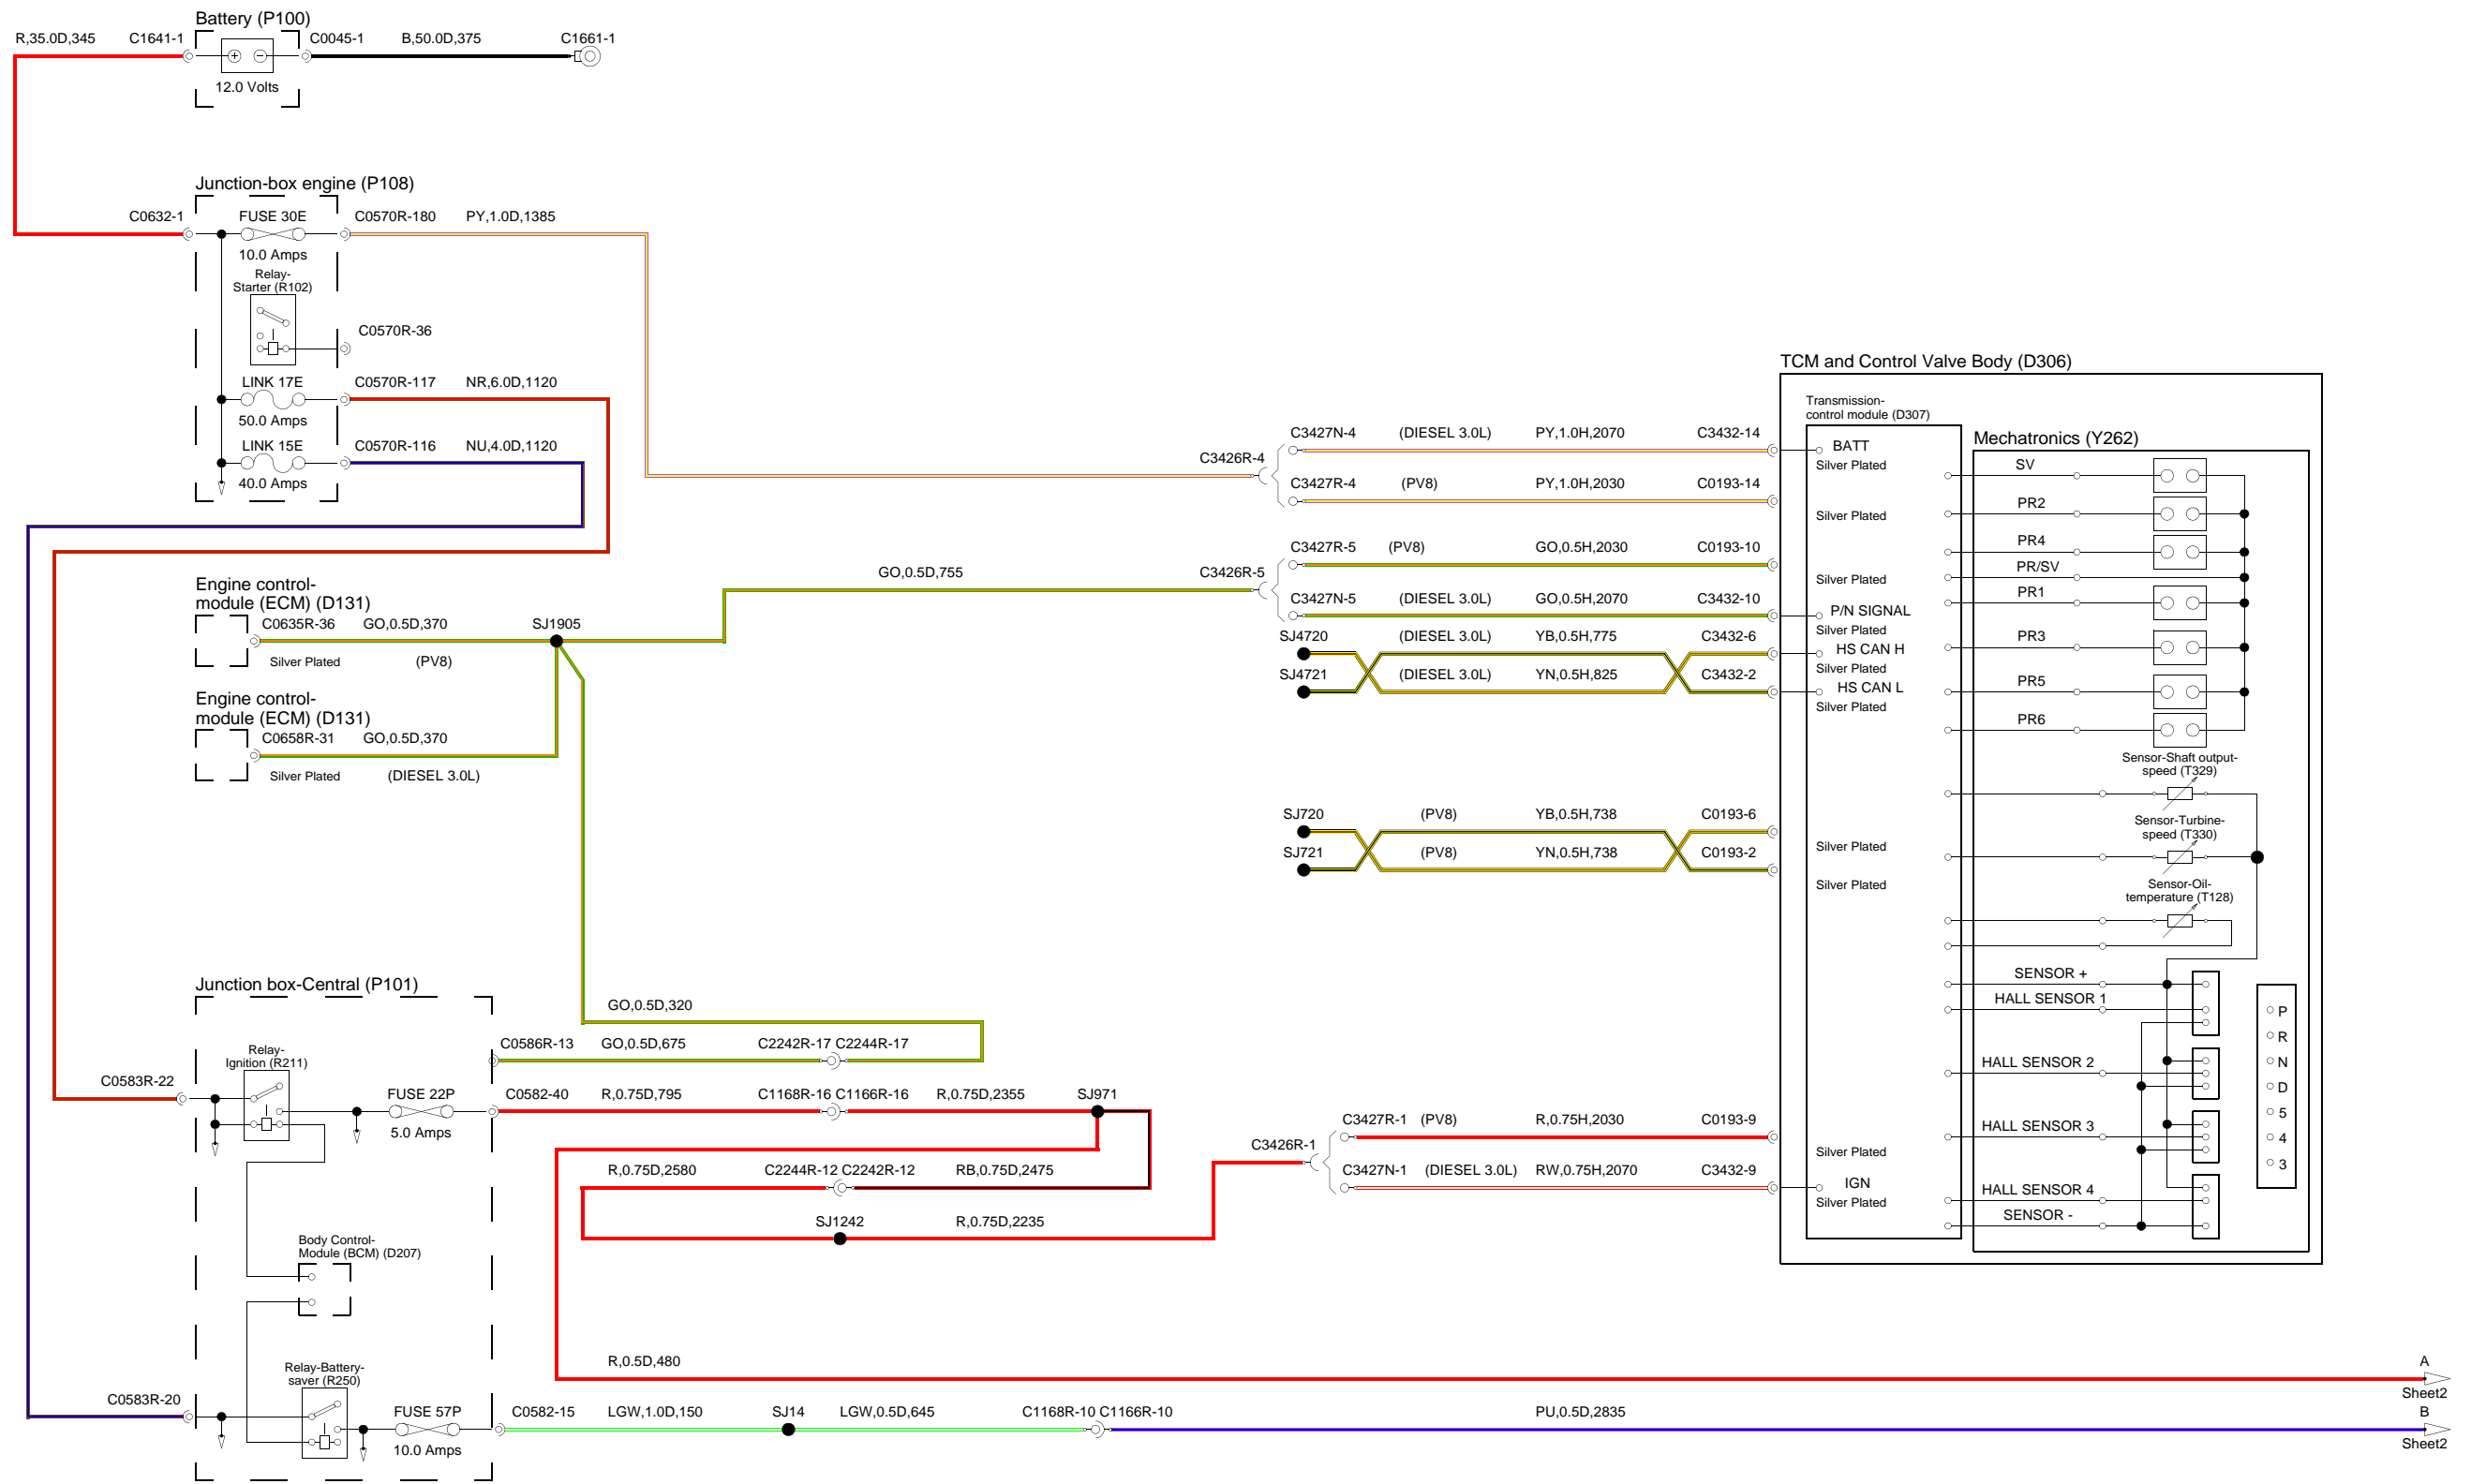 Battery (P100)
R,35.0D,345
C1641-1
C0045-1
B,50.0D,375
C1661-1
12.0 Volts
Junction-box engine (P108)
C0632-1
FUSE 30E
C0570R-180
PY,1.0D,1385
10.0 Amps
Relay-
Starter (R102)
C0570R-36
LINK 17E
C0570R-117
NR,6.0D,1120
50.0 Amps
LINK 15E
C0570R-116
NU,4.0D,1120
40.0 Amps
Engine control-
module (ECM) (D131)
C0635R-36
GO,0.5D,370
SJ1905
Silver Plated
(PV8)
Engine control-
module (ECM) (D131)
C0658R-31
GO,0.5D,370
Silver Plated
(DIESEL 3.0L)
GO,0.5D,755
C3426R-4
C3427N-4
(DIESEL 3.0L)
PY,1.0H,2070
C3432-14
C3427R-4
(PV8)
PY,1.0H,2030
C0193-14
C3426R-5
C3427R-5
(PV8)
GO,0.5H,2030
C0193-10
C3427N-5
(DIESEL 3.0L)
GO,0.5H,2070
C3432-10
SJ4720
(DIESEL 3.0L)
YB,0.5H,775
C3432-6
SJ4721
(DIESEL 3.0L)
YN,0.5H,825
C3432-2
SJ720
(PV8)
YB,0.5H,738
C0193-6
SJ721
(PV8)
YN,0.5H,738
C0193-2
TCM and Control Valve Body (D306)
Transmission-
control module (D307)
BATT
Silver Plated
Silver Plated
Silver Plated
P/N SIGNAL
Silver Plated
HS CAN H
Silver Plated
HS CAN L
Silver Plated
Silver Plated
Silver Plated
Silver Plated
IGN
Silver Plated
Mechatronics (Y262)
SV
PR2
PR4
PR/SV
PR1
PR3
PR5
PR6
Sensor-Shaft output-
speed (T329)
Sensor-Turbine-
speed (T330)
Sensor-Oil-
temperature (T128)
SENSOR +
HALL SENSOR 1
HALL SENSOR 2
HALL SENSOR 3
HALL SENSOR 4
SENSOR -
P
R
N
D
5
4
3
Junction box-Central (P101)
GO,0.5D,320
C0586R-13
GO,0.5D,675
C2242R-17 C2244R-17
Relay-
Ignition (R211)
C0583R-22
FUSE 22P
5.0 Amps
C0582-40
R,0.75D,795
C1168R-16 C1166R-16
R,0.75D,2355
SJ971
R,0.75D,2580
C2244R-12 C2242R-12
RB,0.75D,2475
SJ1242
R,0.75D,2235
C3426R-1
C3427R-1
(PV8)
R,0.75H,2030
C0193-9
C3427N-1
(DIESEL 3.0L)
RW,0.75H,2070
C3432-9
Body Control-
Module (BCM) (D207)
Relay-Battery-
saver (R250)
C0583R-20
FUSE 57P
10.0 Amps
R,0.5D,480
A
Sheet2
C0582-15
LGW,1.0D,150
SJ14
LGW,0.5D,645
C1168R-10 C1166R-10
PU,0.5D,2835
B
Sheet2